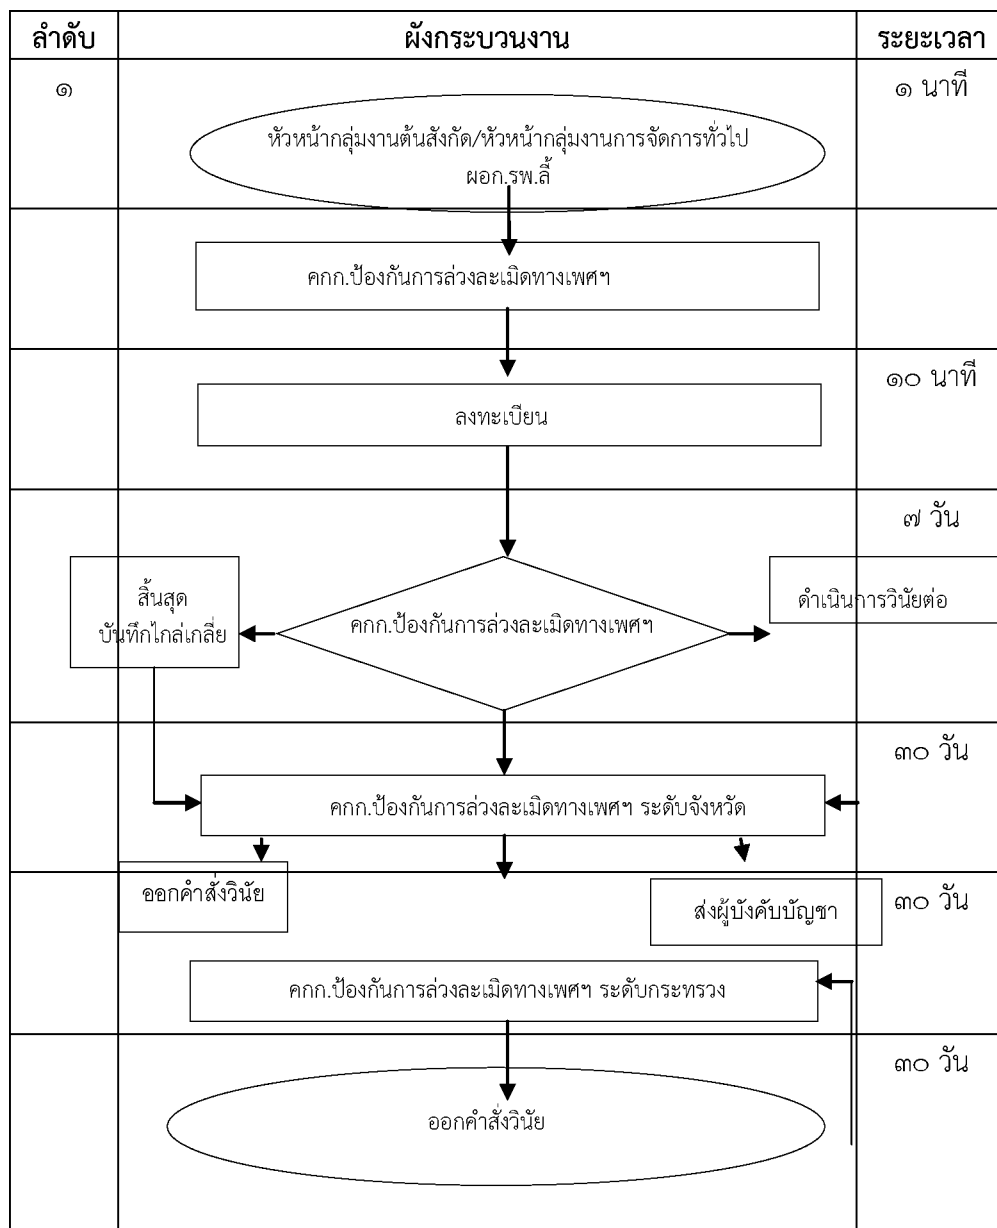 ลำดับ
ผังกระบวนงาน
ระยะเวลา
๑
๑ นาที
หัวหน้ากลุ่มงานต้นสังกัด/หัวหน้ากลุ่มงานการจัดการทั่วไป
ผอก.รพ.ลี้
คกก.ป้องกันการล่วงละเมิดทางเพศฯ
๑๐ นาที
ลงทะเบียน
๗ วัน
สิ้นสุด
บันทึกไกล่เกลี่ย
คกก.ป้องกันการล่วงละเมิดทางเพศฯ
ดำเนินการวินัยต่อ
๓๐ วัน
คกก.ป้องกันการล่วงละเมิดทางเพศฯ ระดับจังหวัด
ออกคำสั่งวินัย
ส่งผู้บังคับบัญชา
๓๐ วัน
คกก.ป้องกันการล่วงละเมิดทางเพศฯ ระดับกระทรวง
๓๐ วัน
ออกคำสั่งวินัย